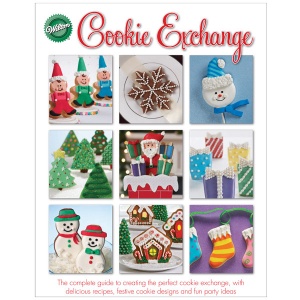 Wilton
Cookie Exchange
The complete guide to creating the perfect cookie exchange, with
delicious recipes, festive cookie designs and fun party ideas